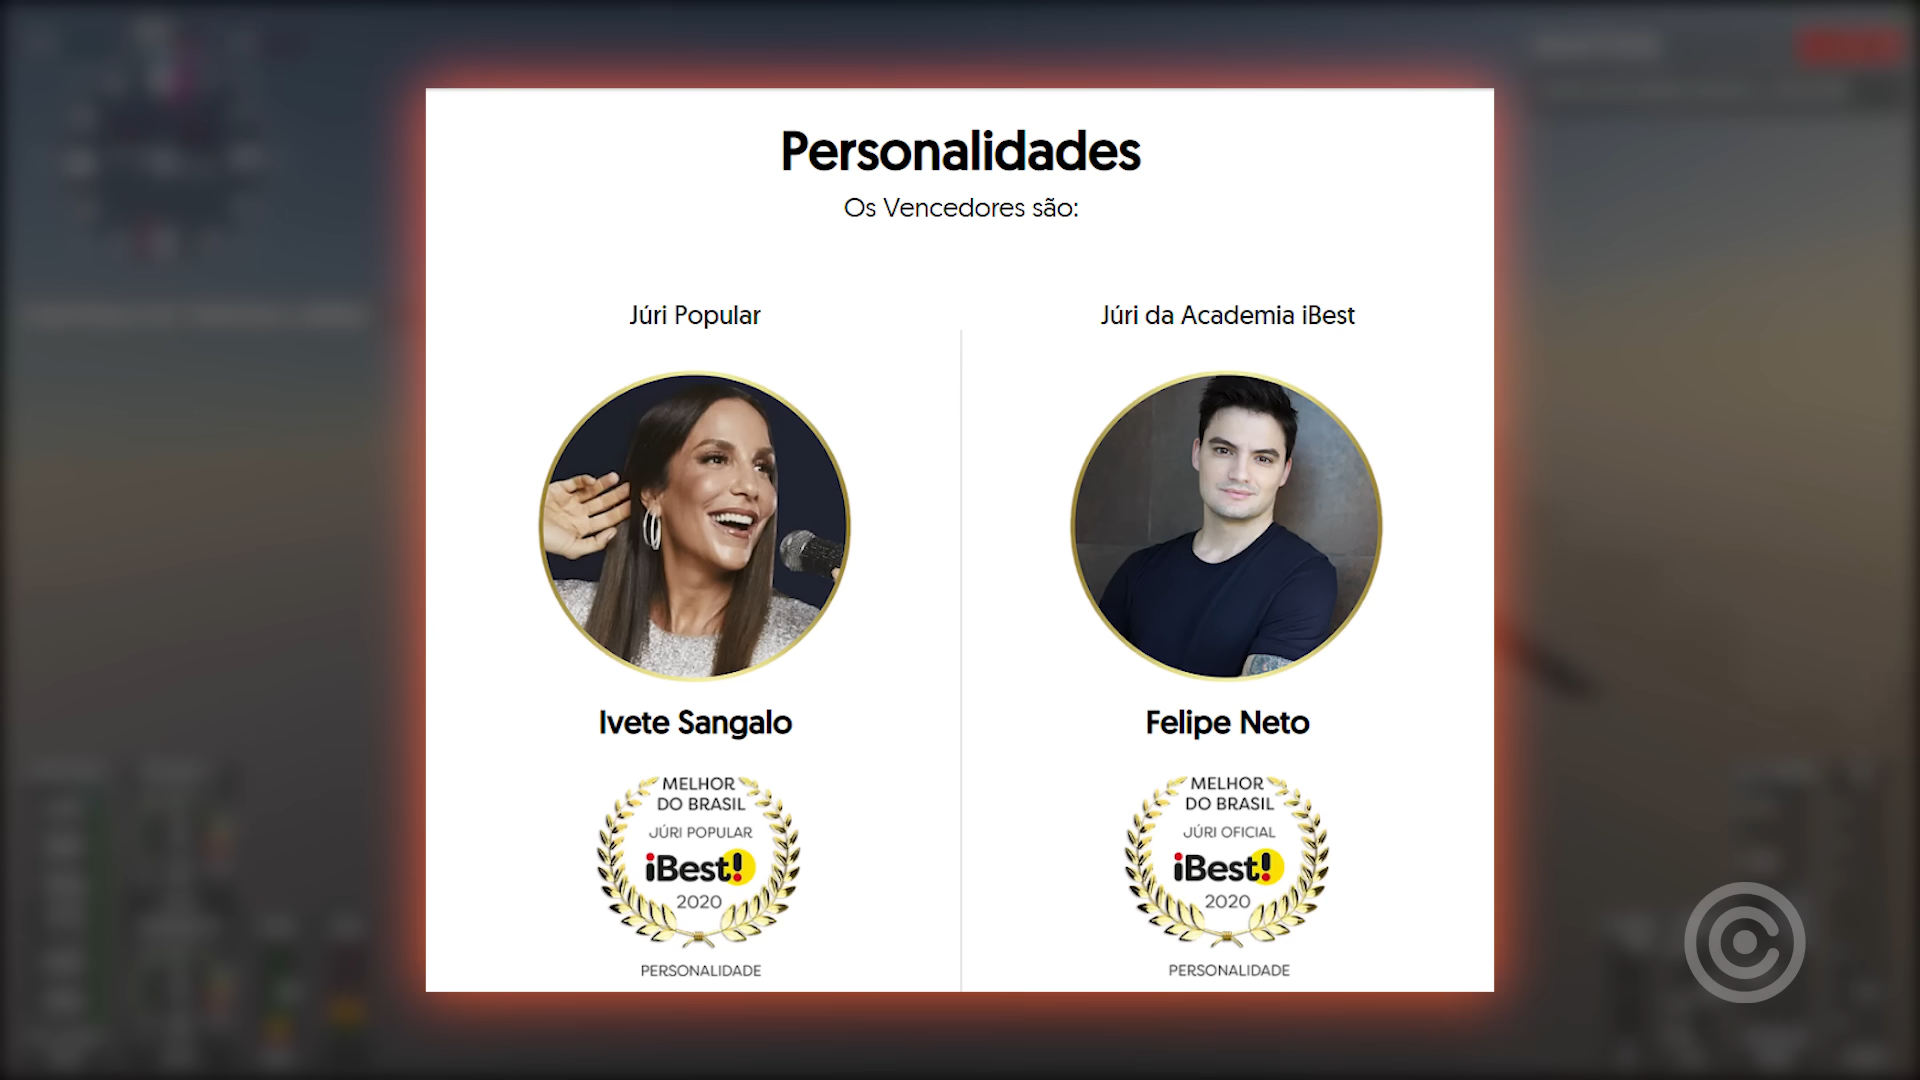 Personalidades
Os Vencedores são:
Júri Popular
Júri da Academia iBest
Ivete Sangalo
Felipe Neto
MELHOR
DO BRASIL
JÚRI POPULAR
iBest!
2020
PERSONALIDADE
MELHOR
DO BRASIL
JÚRI OFICIAL
iBest!
2020
PERSONALIDADE